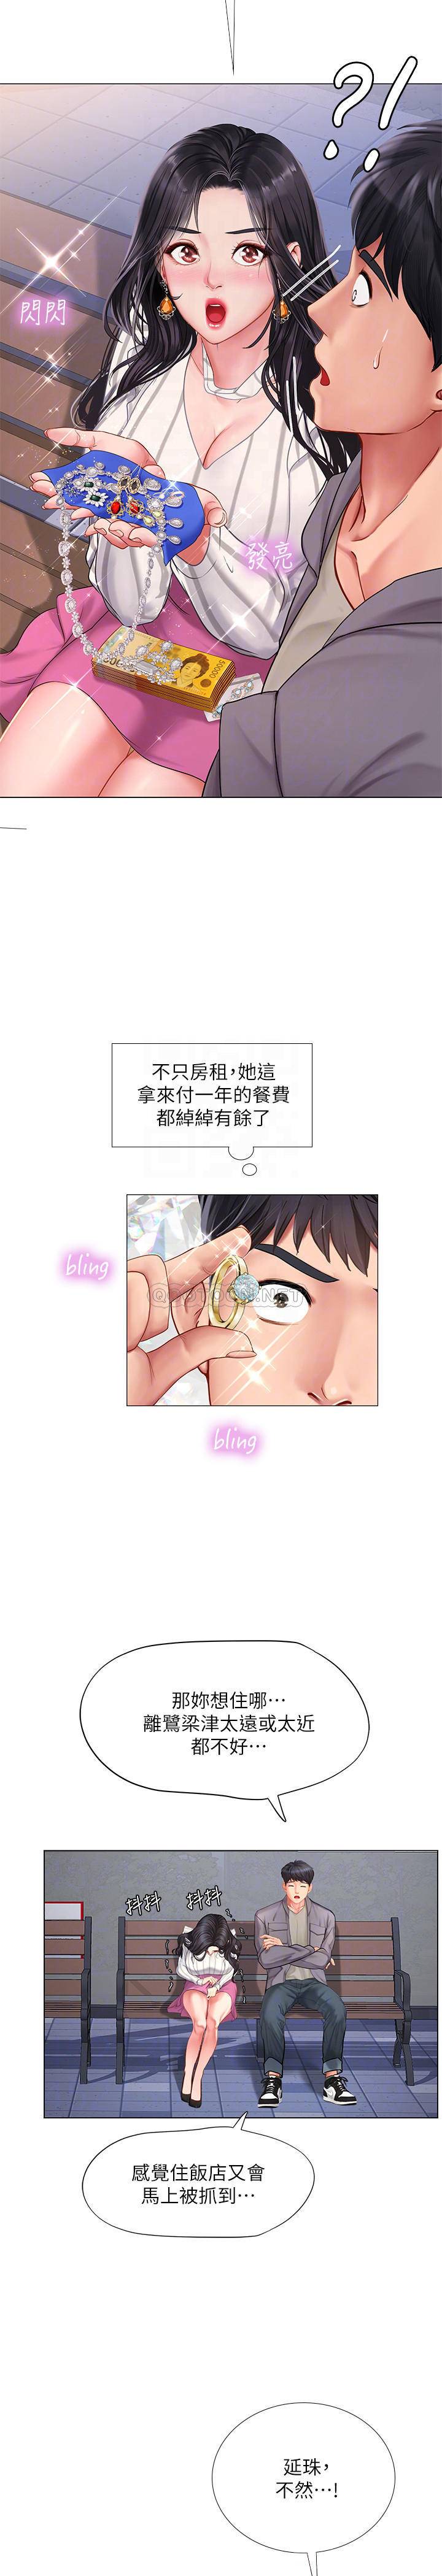 ?!
閃閃
發亮
50000
不只房租，她這
拿來付一年的餐費
都綽綽有餘了
bling
bling
那妳想住哪…
離鷺梁津太遠或太近
都不好…
抖抖 抖抖
感覺住飯店又會
馬上被抓到…
延珠，
不然…!